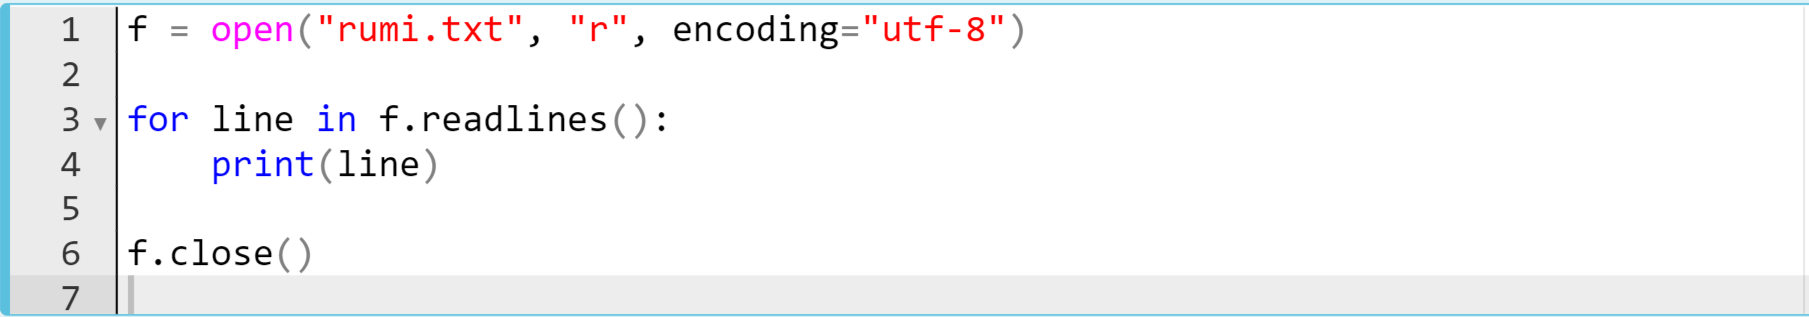 1 f = open("rumi.txt", "r", encoding="utf-8")
2
3 for line in f.readlines():
4     print(line)
5
6 f.close()
7